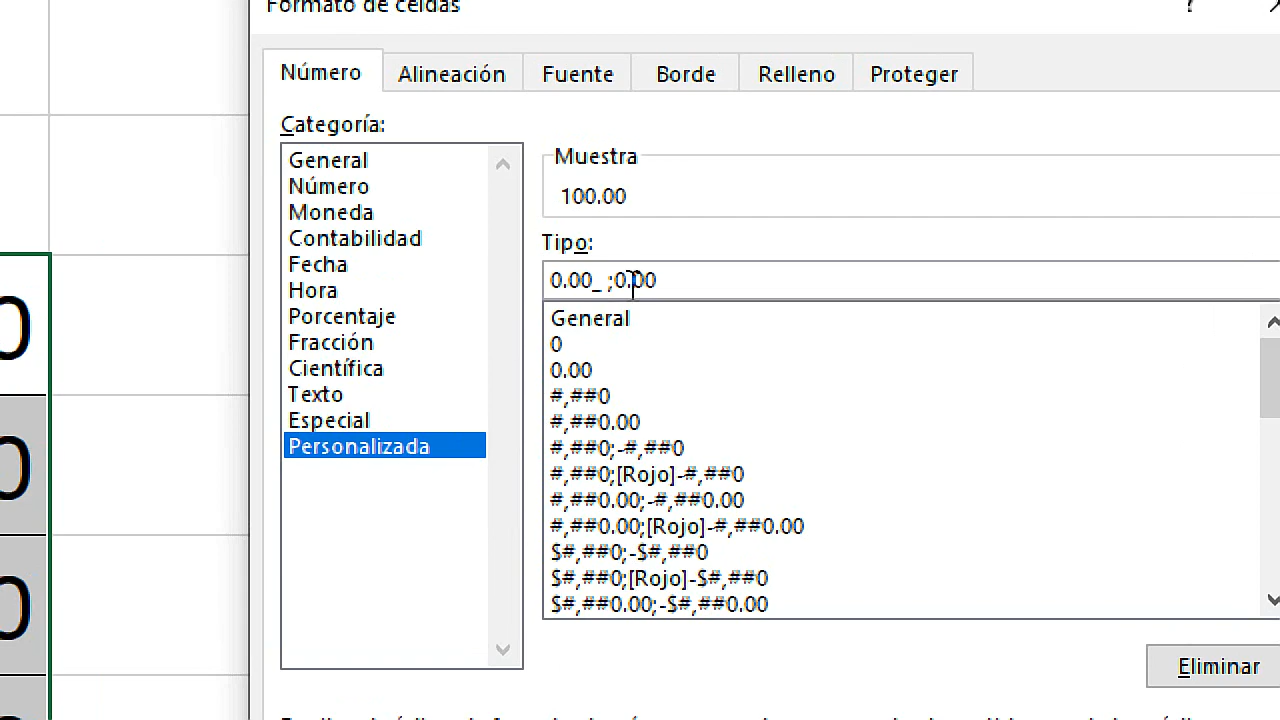 Formato de celdas ?
Número Alineación Fuente Borde Relleno Proteger
Categoría:
General
Número
Moneda
Contabilidad
Fecha
Hora
Porcentaje
Fracción
Científica
Texto
Especial
Personalizada
Muestra
100.00
Tipo:
0.00_ ;0.00
General
0
0.00
#,##0
#,##0.00
#,##0;-#,##0
#,##0;[Rojo]-#,##0
#,##0.00;-#,##0.00
#,##0.00;[Rojo]-#,##0.00
$#,##0;-$#,##0
$#,##0;[Rojo]-$#,##0
$#,##0.00;-$#,##0.00
Eliminar
0
0
0